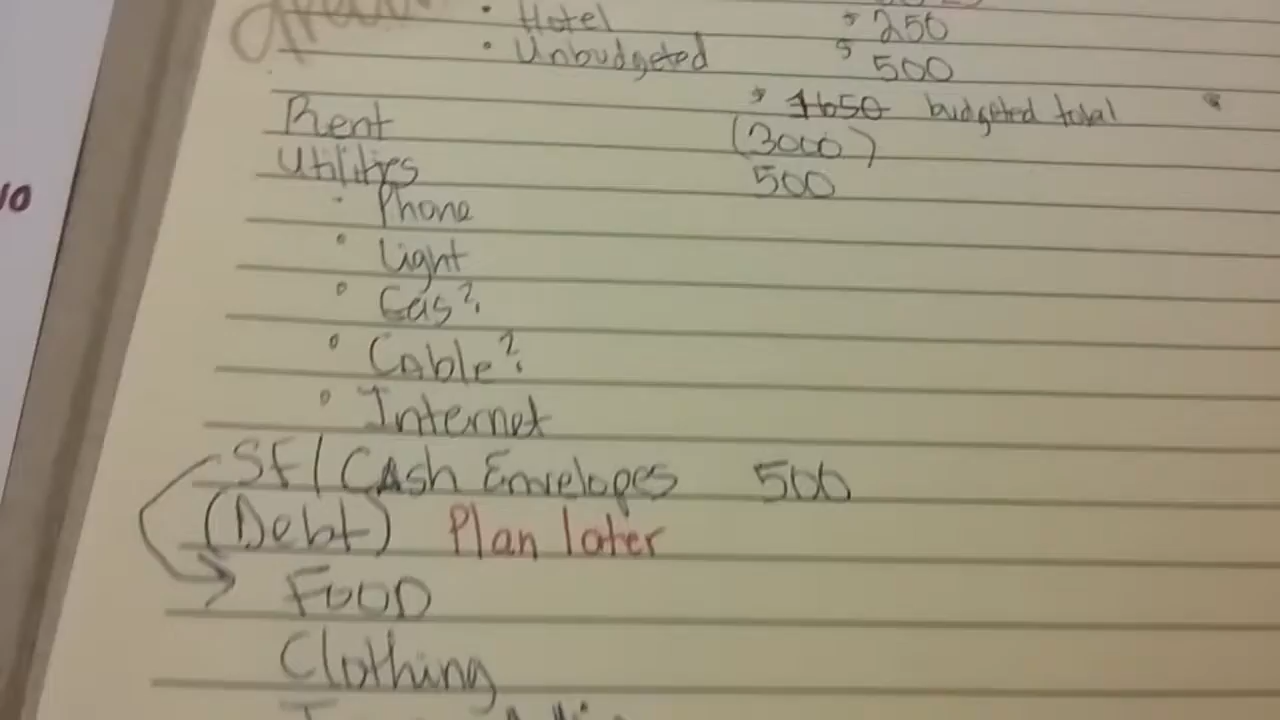 • Hotel $ 250
• Unbudgeted $ 500
$ 1650 budgeted total
Rent (3000)
Utilities 500
• Phone
• Light
• Gas?
• Cable?
• Internet
SF/Cash Envelopes 500
(Debt) Plan later
Food
Clothing
10